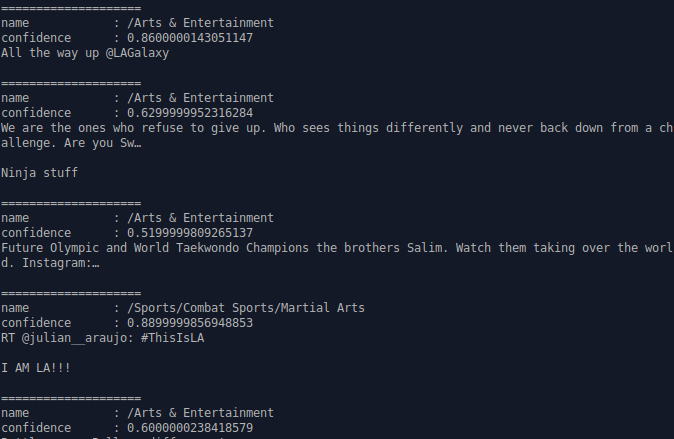 ====================
name            : /Arts & Entertainment
confidence      : 0.8600000143051147
All the way up @LAGalaxy

====================
name            : /Arts & Entertainment
confidence      : 0.6299999952316284
We are the ones who refuse to give up. Who sees things differently and never back down from a ch
allenge. Are you Sw…

Ninja stuff

====================
name            : /Arts & Entertainment
confidence      : 0.5199999809265137
Future Olympic and World Taekwondo Champions the brothers Salim. Watch them taking over the worl
d. Instagram:…

====================
name            : /Sports/Combat Sports/Martial Arts
confidence      : 0.8899999856948853
RT @julian__araujo: #ThisIsLA

I AM LA!!!

====================
name            : /Arts & Entertainment
confidence      : 0.6000000238418579